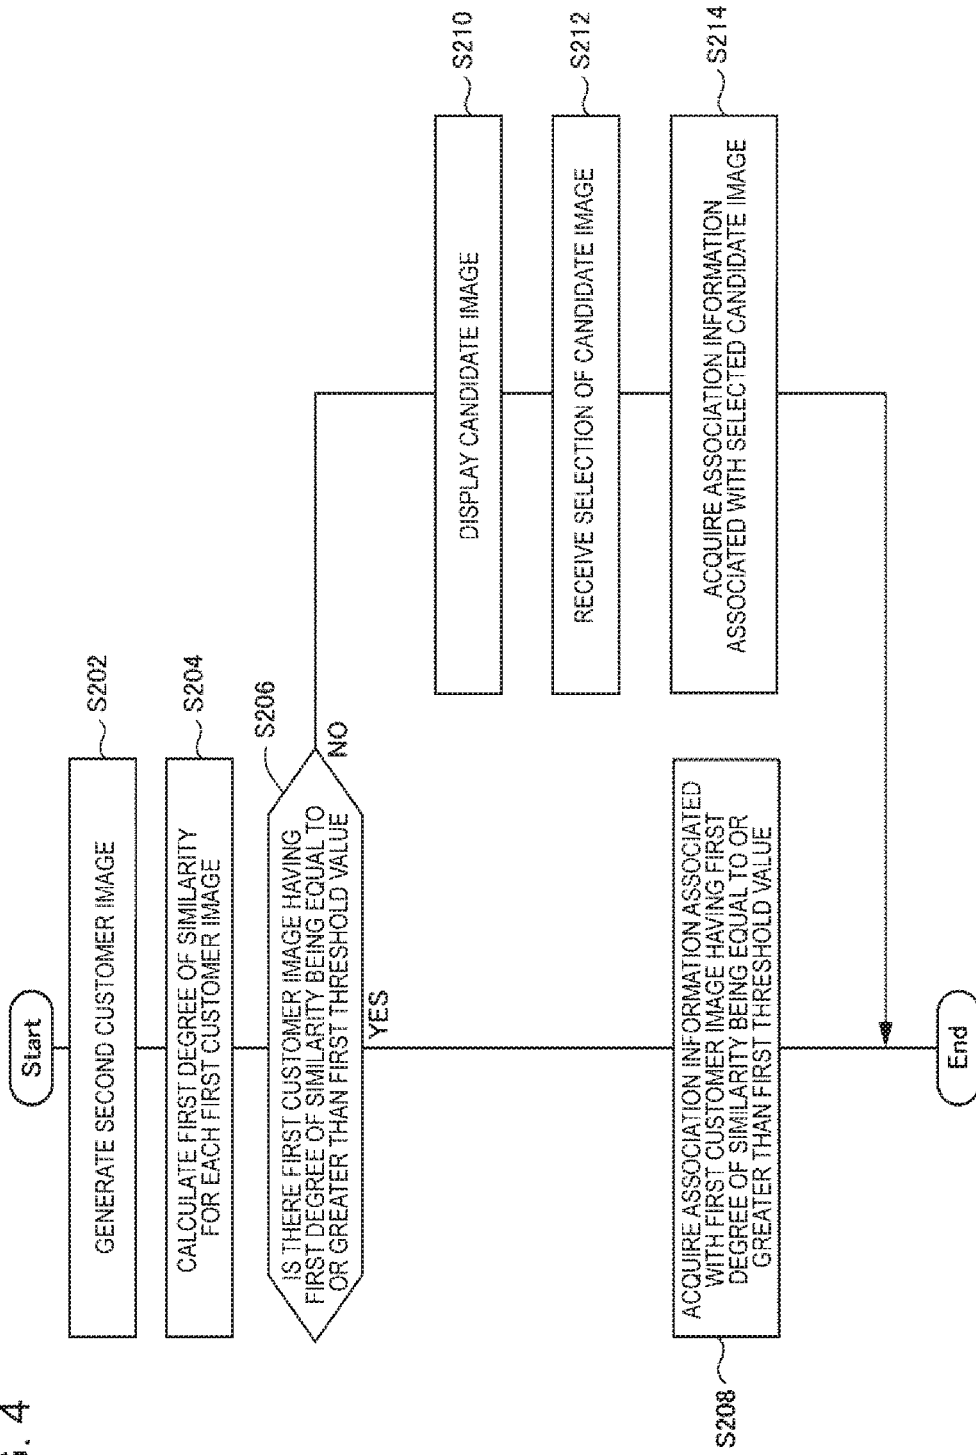 G. 4
Start
GENERATE SECOND CUSTOMER IMAGE
S202
CALCULATE FIRST DEGREE OF SIMILARITY
FOR EACH FIRST CUSTOMER IMAGE
S204
IS THERE FIRST CUSTOMER IMAGE HAVING
FIRST DEGREE OF SIMILARITY BEING EQUAL TO
OR GREATER THAN FIRST THRESHOLD VALUE
S206
NO
YES
DISPLAY CANDIDATE IMAGE
S210
RECEIVE SELECTION OF CANDIDATE IMAGE
S212
ACQUIRE ASSOCIATION INFORMATION
ASSOCIATED WITH SELECTED CANDIDATE IMAGE
S214
S208
ACQUIRE ASSOCIATION INFORMATION ASSOCIATED
WITH FIRST CUSTOMER IMAGE HAVING FIRST
DEGREE OF SIMILARITY BEING EQUAL TO OR
GREATER THAN FIRST THRESHOLD VALUE
End